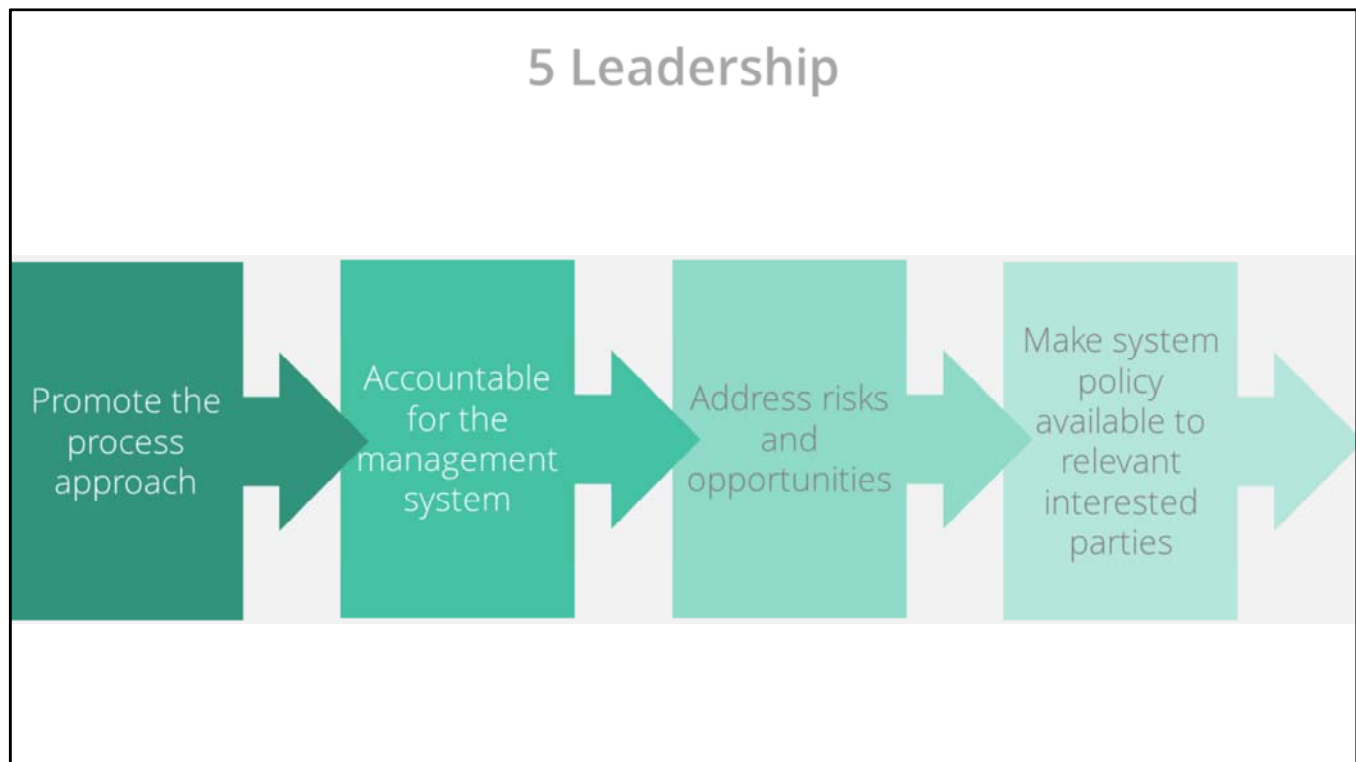 5 Leadership
Promote the
process
approach
Accountable
for the
management
system
Address risks
and
opportunities
Make system
policy
available to
relevant
interested
parties